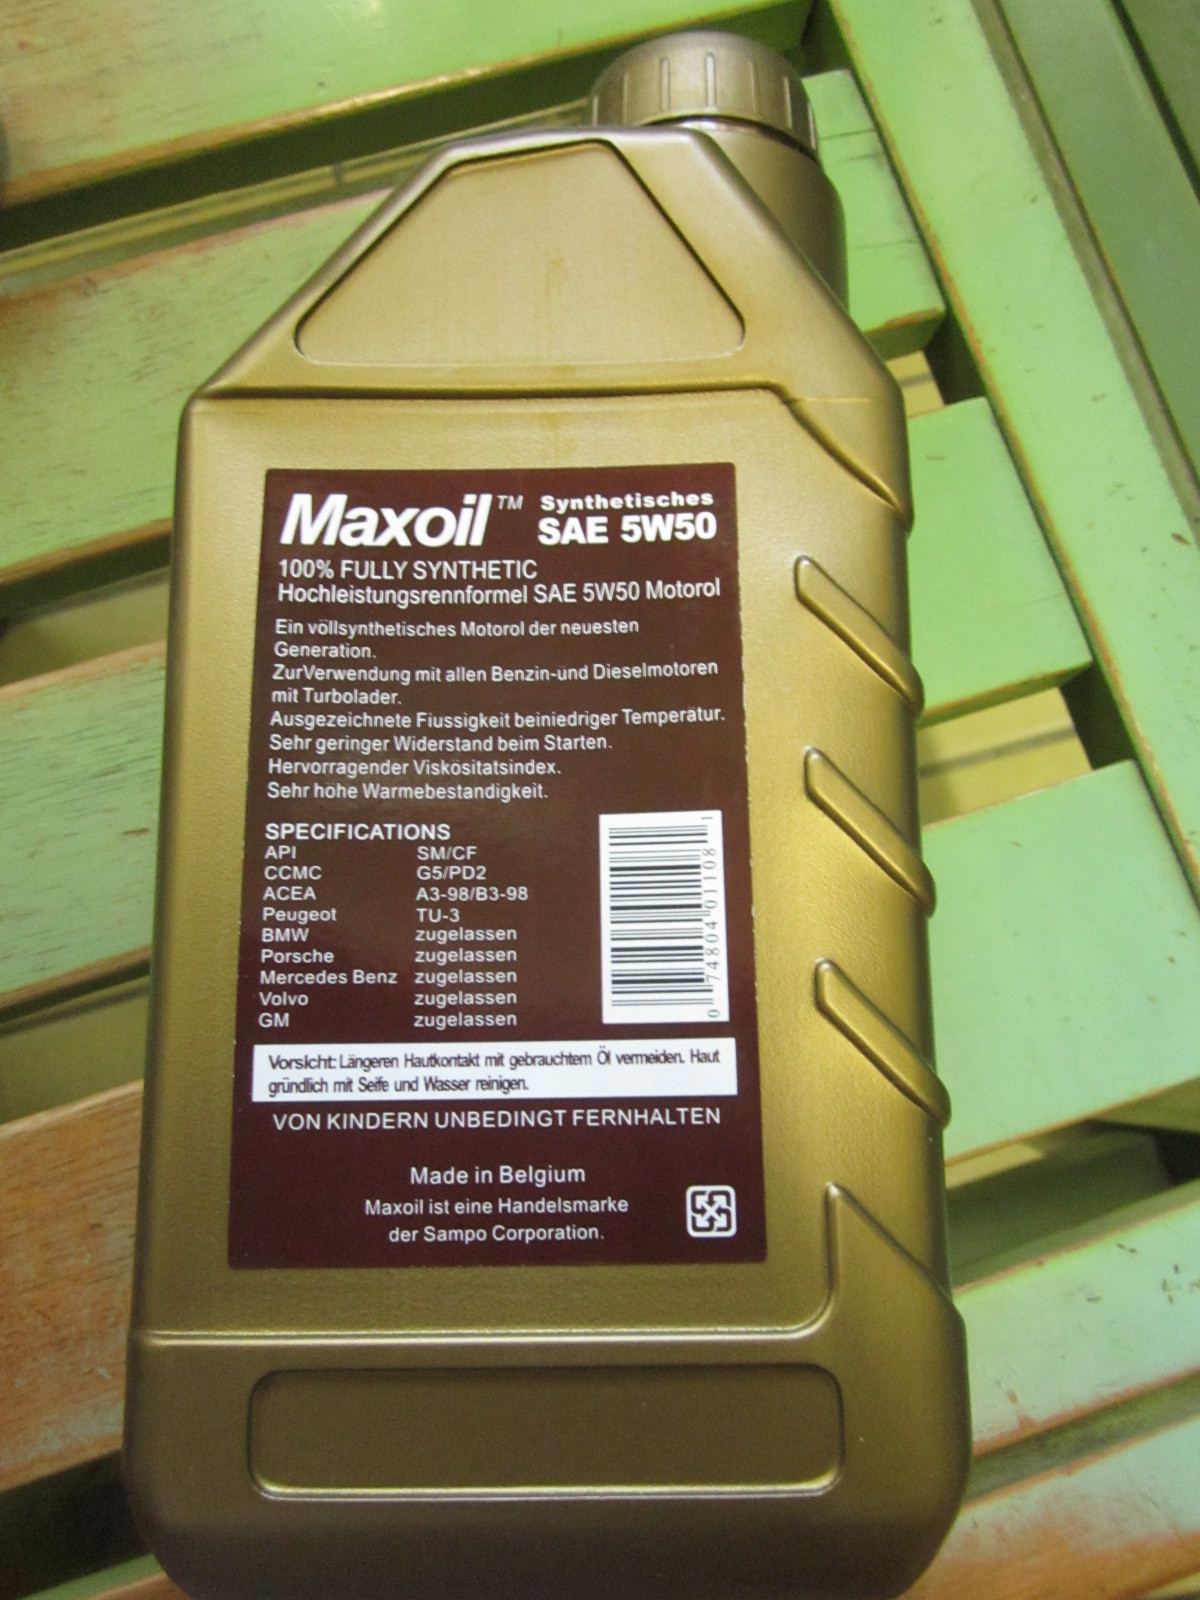 Maxoil™ Synthetisches
SAE 5W50
100% FULLY SYNTHETIC
Hochleistungsrennformel SAE 5W50 Motorol
Ein völlsynthetisches Motorol der neuesten
Generation.
ZurVerwendung mit allen Benzin-und Dieselmotoren
mit Turbolader.
Ausgezeichnete Fiussigkeit beiniedriger Temperätur.
Sehr geringer Widerstand beim Starten.
Hervorragender Viskösitatsindex.
Sehr höhe Warmebestandigkeit.
SPECIFICATIONS
API SM/CF
CCMC G5/PD2
ACEA A3-98/B3-98
Peugeot TU-3
BMW zugelassen
Porsche zugelassen
Mercedes Benz zugelassen
Volvo zugelassen
GM zugelassen
0 74804 01108 1
Vorsicht: Längeren Hautkontakt mit gebrauchtem Öl vermeiden. Haut
gründlich mit Seife und Wasser reinigen.
VON KINDERN UNBEDINGT FERNHALTEN
Made in Belgium
Maxoil ist eine Handelsmarke
der Sampo Corporation.